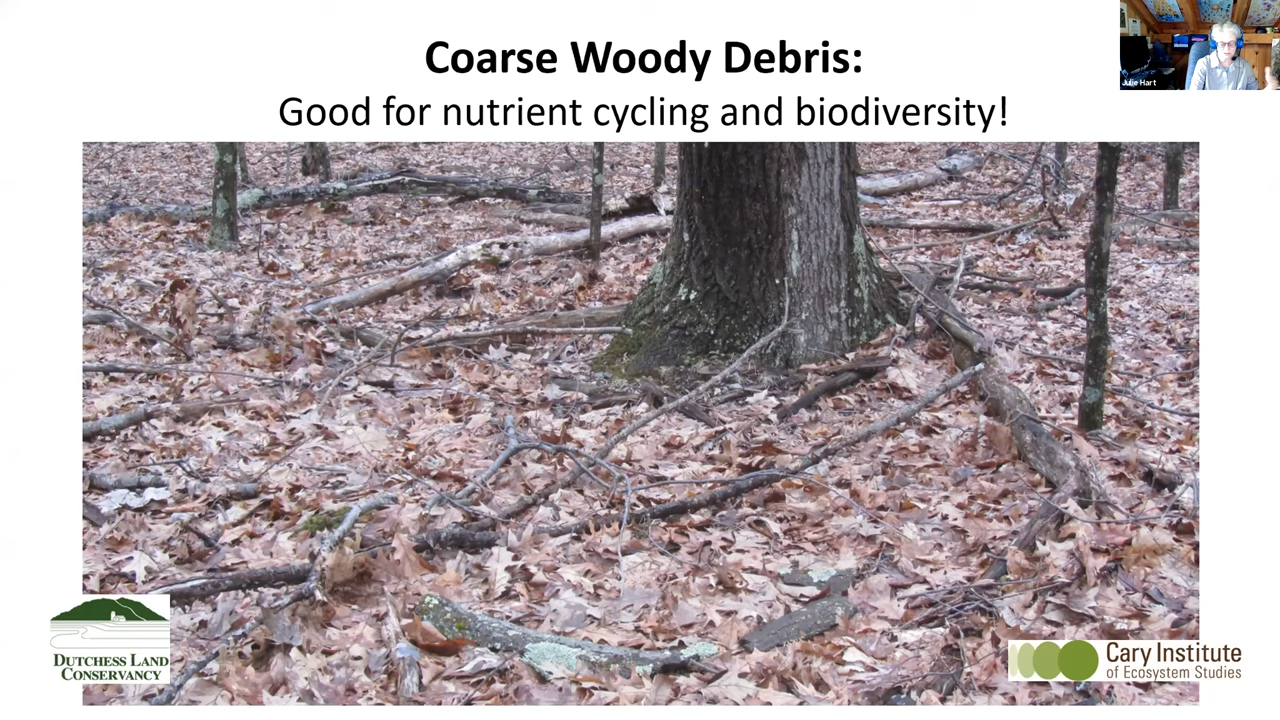 Coarse Woody Debris:
Good for nutrient cycling and biodiversity!
Julie Hart
DUTCHESS LAND
CONSERVANCY
Cary Institute
of Ecosystem Studies